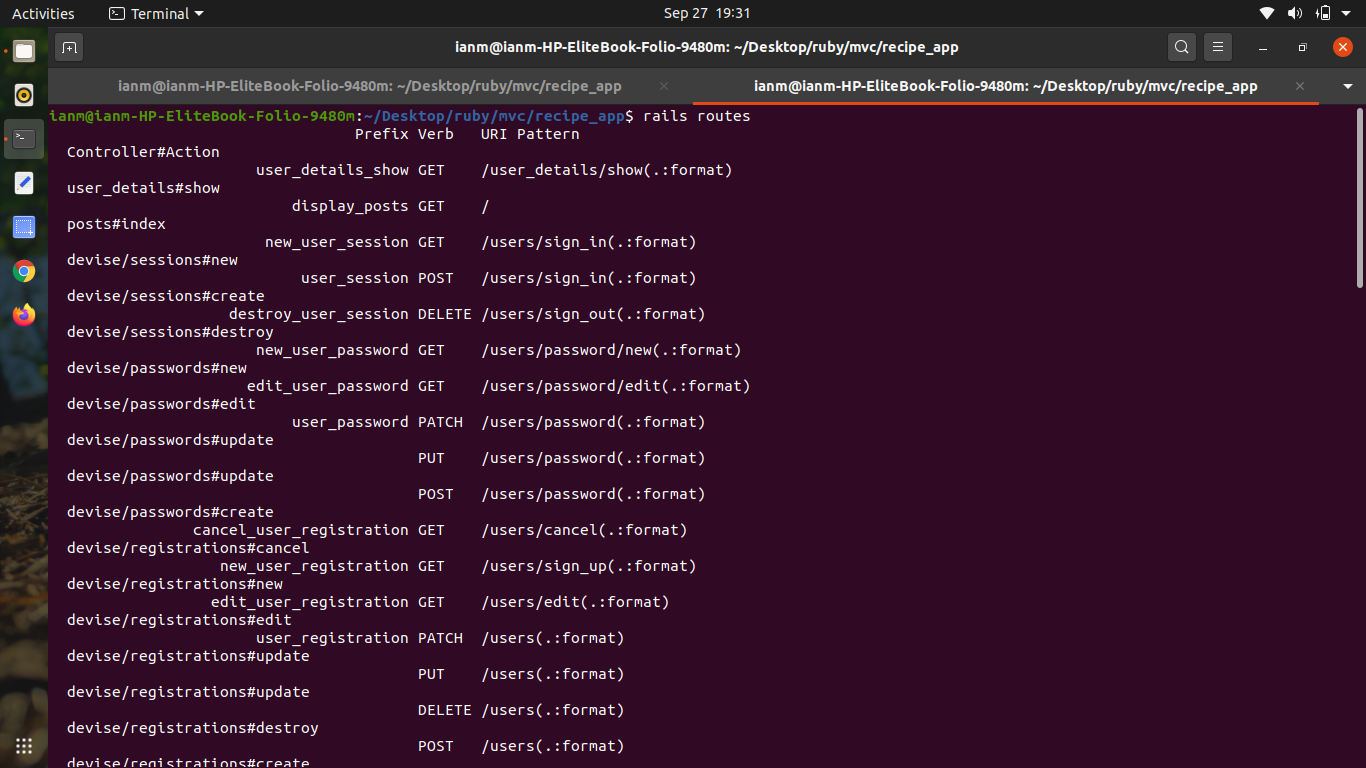 Activities Terminal Sep 27 19:31
ianm@ianm-HP-EliteBook-Folio-9480m: ~/Desktop/ruby/mvc/recipe_app
ianm@ianm-HP-EliteBook-Folio-9480m: ~/Desktop/ruby/mvc/recipe_app ianm@ianm-HP-EliteBook-Folio-9480m: ~/Desktop/ruby/mvc/recipe_app
ianm@ianm-HP-EliteBook-Folio-9480m:~/Desktop/ruby/mvc/recipe_app$ rails routes
Prefix Verb URI Pattern
Controller#Action
user_details_show GET /user_details/show(.:format)
user_details#show
display_posts GET /
posts#index
new_user_session GET /users/sign_in(.:format)
devise/sessions#new
user_session POST /users/sign_in(.:format)
devise/sessions#create
destroy_user_session DELETE /users/sign_out(.:format)
devise/sessions#destroy
new_user_password GET /users/password/new(.:format)
devise/passwords#new
edit_user_password GET /users/password/edit(.:format)
devise/passwords#edit
user_password PATCH /users/password(.:format)
devise/passwords#update
PUT /users/password(.:format)
devise/passwords#update
POST /users/password(.:format)
devise/passwords#create
cancel_user_registration GET /users/cancel(.:format)
devise/registrations#cancel
new_user_registration GET /users/sign_up(.:format)
devise/registrations#new
edit_user_registration GET /users/edit(.:format)
devise/registrations#edit
user_registration PATCH /users(.:format)
devise/registrations#update
PUT /users(.:format)
devise/registrations#update
DELETE /users(.:format)
devise/registrations#destroy
POST /users(.:format)
devise/registrations#create